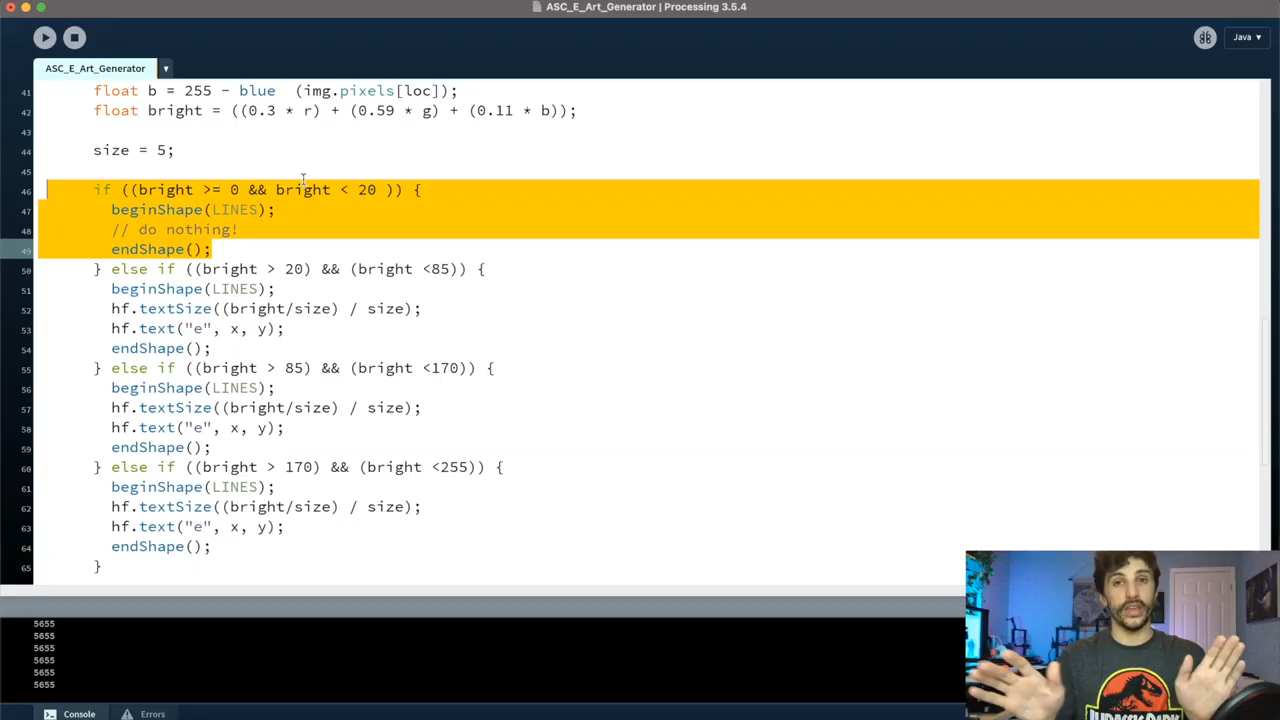 ASC_E_Art_Generator | Processing 3.5.4
Java ▾
ASC_E_Art_Generator ▾
41 float b = 255 - blue  (img.pixels[loc]);
42 float bright = ((0.3 * r) + (0.59 * g) + (0.11 * b));
43
44 size = 5;
45
46 if ((bright >= 0 && bright < 20 )) {
47 beginShape(LINES);
48 // do nothing!
49 endShape();
50 } else if ((bright > 20) && (bright <85)) {
51 beginShape(LINES);
52 hf.textSize((bright/size) / size);
53 hf.text("e", x, y);
54 endShape();
55 } else if ((bright > 85) && (bright <170)) {
56 beginShape(LINES);
57 hf.textSize((bright/size) / size);
58 hf.text("e", x, y);
59 endShape();
60 } else if ((bright > 170) && (bright <255)) {
61 beginShape(LINES);
62 hf.textSize((bright/size) / size);
63 hf.text("e", x, y);
64 endShape();
65 }
5655
5655
5655
5655
5655
5655
JURASSIC PARK
Console Errors